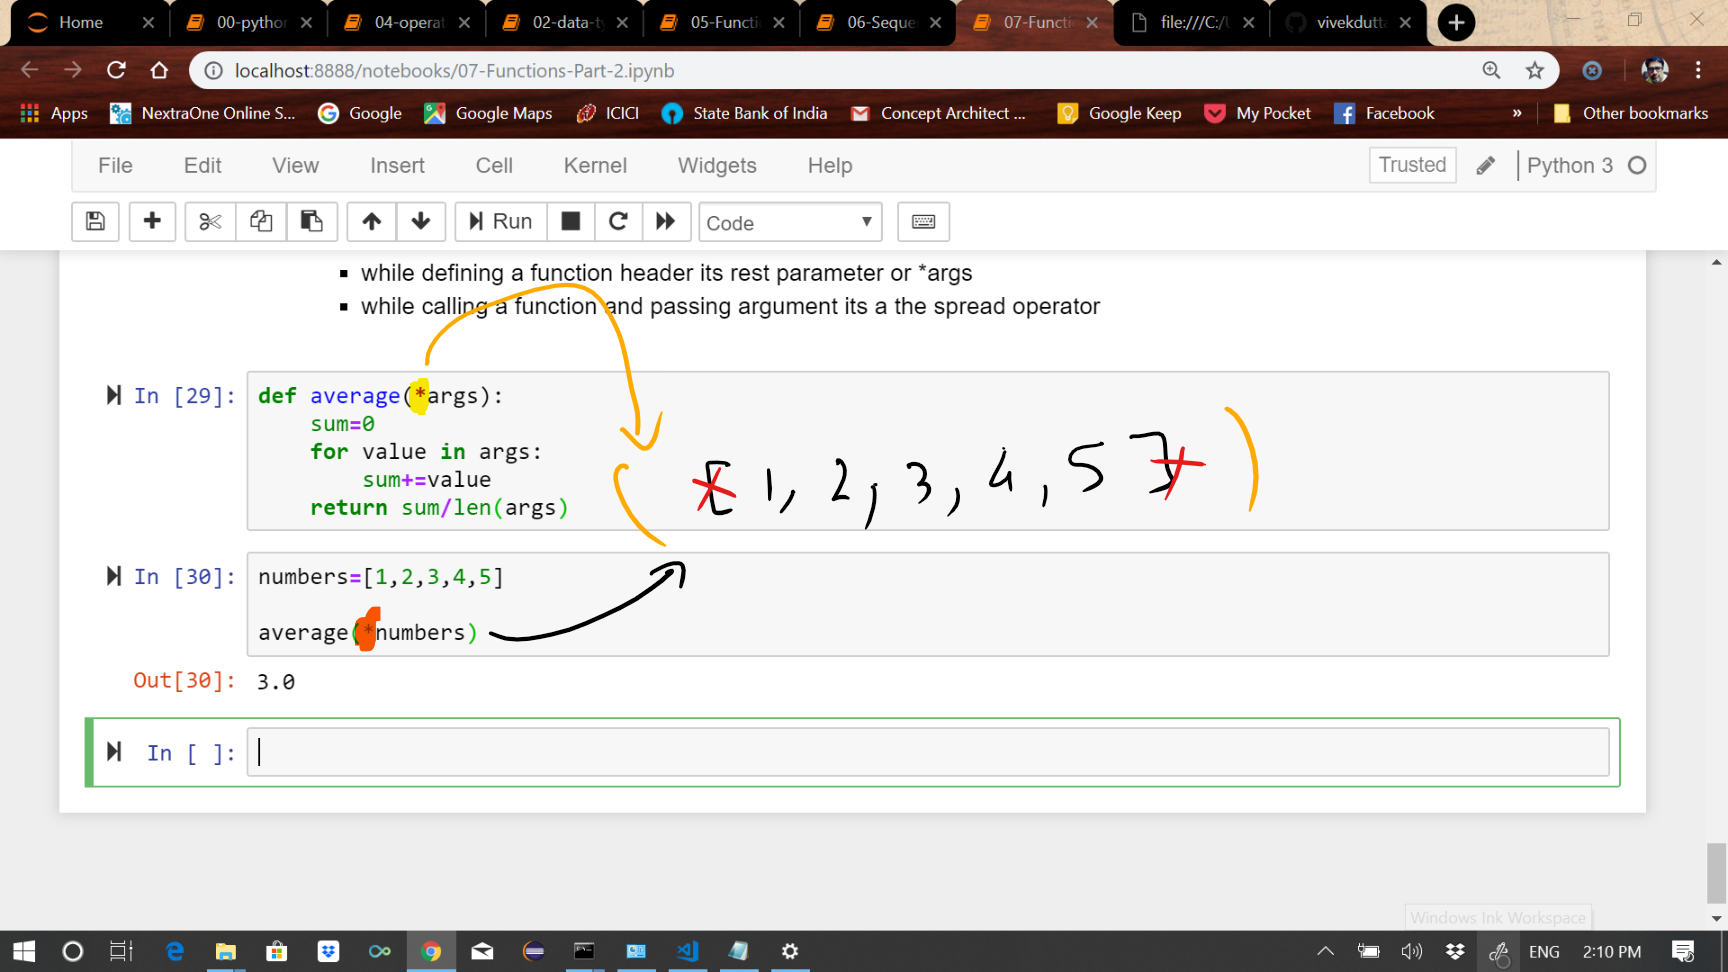 Home 00-python 04-operat 02-data-t 05-Functi 06-Seque 07-Functi file:///C:/ vivekdutt
localhost:8888/notebooks/07-Functions-Part-2.ipynb
Apps NextraOne Online S... Google Google Maps ICICI State Bank of India Concept Architect ... Google Keep My Pocket Facebook » Other bookmarks
File Edit View Insert Cell Kernel Widgets Help Trusted Python 3
Run Code
▪ while defining a function header its rest parameter or *args
▪ while calling a function and passing argument its a the spread operator
In [29]: def average(*args):
sum=0
for value in args:
sum+=value
return sum/len(args)
( [ 1, 2, 3, 4, 5 ] )
In [30]: numbers=[1,2,3,4,5]
average(*numbers)
Out[30]: 3.0
In [ ]:
Windows Ink Workspace
ENG 2:10 PM